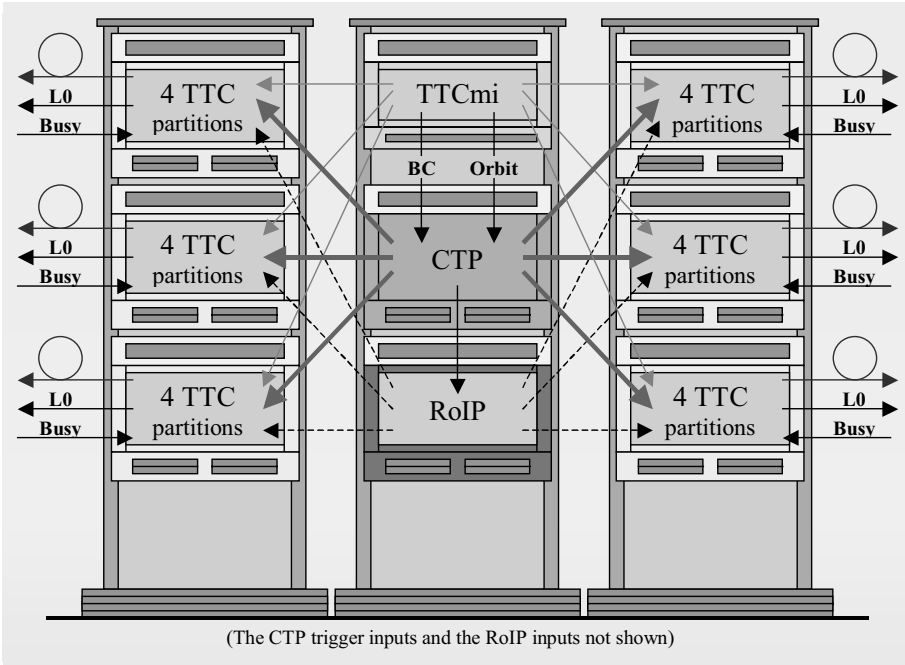 4 TTC
partitions
L0
Busy
TTCmi
4 TTC
partitions
L0
Busy
BC
Orbit
4 TTC
partitions
L0
Busy
CTP
4 TTC
partitions
L0
Busy
4 TTC
partitions
L0
Busy
RoIP
4 TTC
partitions
L0
Busy
(The CTP trigger inputs and the RoIP inputs not shown)